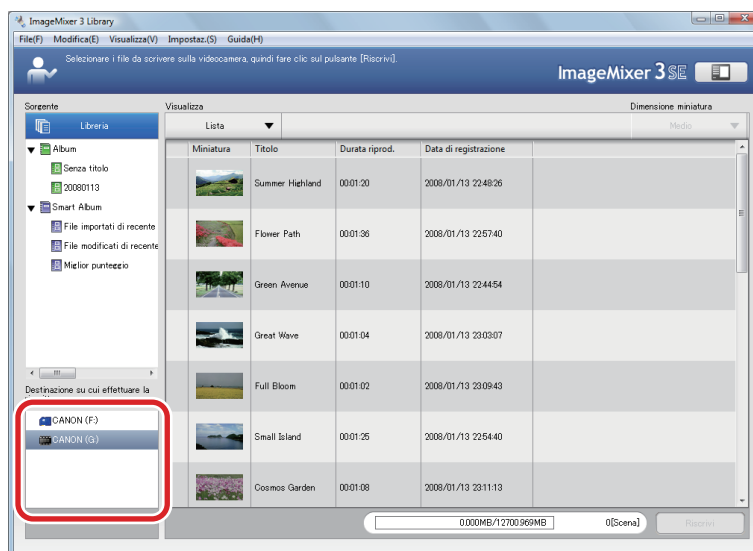 ImageMixer 3 Library
File(F) Modifica(E) Visualizza(V) Impostaz.(S) Guida(H)
Selezionare i file da scrivere sulla videocamera, quindi fare clic sul pulsante [Riscrivi].
ImageMixer 3 SE
Sorgente Visualizza Dimensione miniatura
Libreria Lista Medio
Album Miniatura Titolo Durata riprod. Data di registrazione
Senza titolo
20080113
Summer Highland 00:01:20 2008/01/13 22:48:26
Smart Album
File importati di recente
Flower Path 00:01:36 2008/01/13 22:57:40
File modificati di recente
Miglior punteggio
Green Avenue 00:01:10 2008/01/13 22:44:54
Great Wave 00:01:04 2008/01/13 23:03:07
Destinazione su cui effettuare la
Full Bloom 00:01:02 2008/01/13 23:09:43
CANON (F:)
CANON (G:)
Small Island 00:01:25 2008/01/13 22:54:40
Cosmos Garden 00:01:08 2008/01/13 23:11:13
0.000MB/12700.969MB 0[Scena] Riscrivi